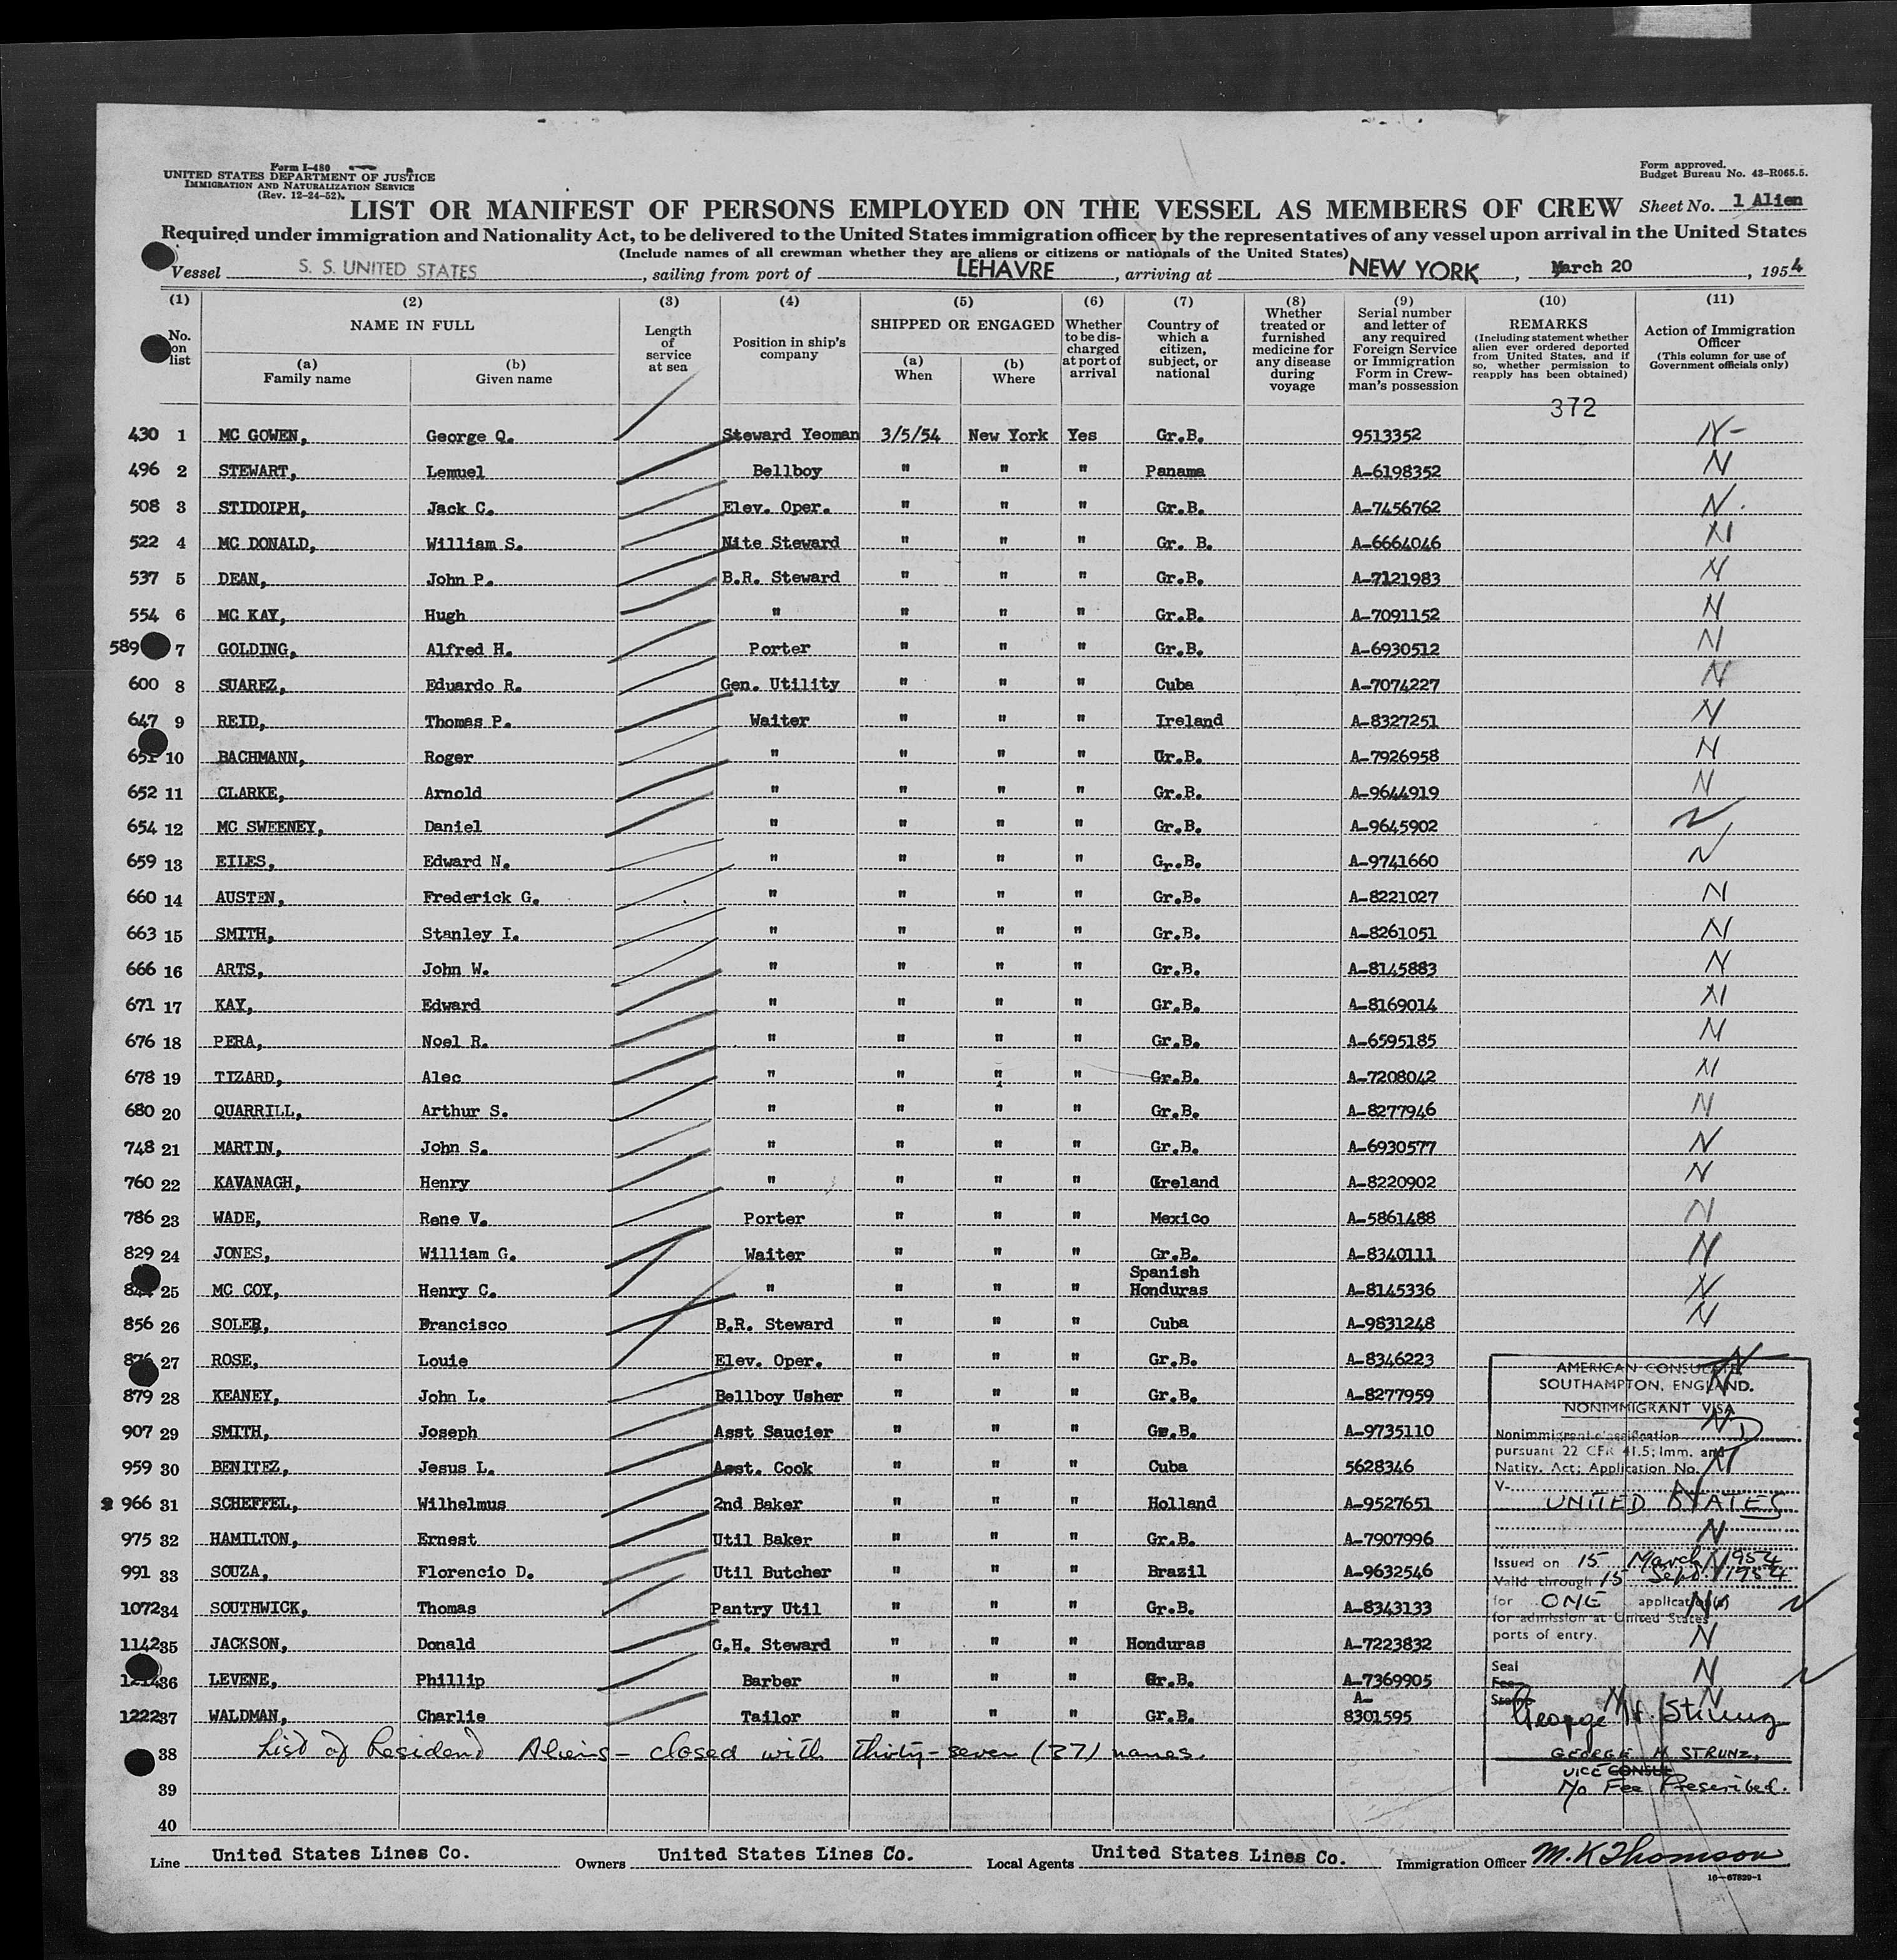 Form I-480
UNITED STATES DEPARTMENT OF JUSTICE
IMMIGRATION AND NATURALIZATION SERVICE
(Rev. 12-24-52)
Form approved.
Budget Bureau No. 43-R065.5.
LIST OR MANIFEST OF PERSONS EMPLOYED ON THE VESSEL AS MEMBERS OF CREW Sheet No. 1 Alien
Required under immigration and Nationality Act, to be delivered to the United States immigration officer by the representatives of any vessel upon arrival in the United States
(Include names of all crewman whether they are aliens or citizens or nationals of the United States)
Vessel S. S. UNITED STATES, sailing from port of LEHAVRE, arriving at NEW YORK, March 20, 1954
(1) (2) (3) (4) (5) (6) (7) (8) (9) (10) (11)
No. on list
NAME IN FULL
(a) Family name
(b) Given name
Length of service at sea
Position in ship's company
SHIPPED OR ENGAGED
(a) When
(b) Where
Whether to be discharged at port of arrival
Country of which a citizen, subject, or national
Whether treated or furnished medicine for any disease during voyage
Serial number and letter of any required Foreign Service or Immigration Form in Crewman's possession
REMARKS
(Including statement whether alien ever ordered deported from United States, and if so, whether permission to reapply has been obtained)
Action of Immigration Officer
(This column for use of Government officials only)
372
430 1 MC GOWEN, George Q. Steward Yeoman 3/5/54 New York Yes Gr.B. 9513352 N-
496 2 STEWART, Lemuel Bellboy " " " Panama A-6198352 N
508 3 STIDOLPH, Jack C. Elev. Oper. " " " Gr.B. A-7456762 N.
522 4 MC DONALD, William S. Nite Steward " " " Gr. B. A-6664046 N
537 5 DEAN, John P. B.R. Steward " " " Gr.B. A-7121983 N
554 6 MC KAY, Hugh " " " " Gr.B. A-7091152 N
589 7 GOLDING, Alfred H. Porter " " " Gr.B. A-6930512 N
600 8 SUAREZ, Eduardo R. Gen. Utility " " " Cuba A-7074227 N
647 9 REID, Thomas P. Waiter " " " Ireland A-8327251 N
651 10 BACHMANN, Roger " " " " Gr.B. A-7926958 N
652 11 CLARKE, Arnold " " " " Gr.B. A-9644919 N
654 12 MC SWEENEY, Daniel " " " " Gr.B. A-9645902 N
659 13 EILES, Edward N. " " " " Gr.B. A-9741660 N
660 14 AUSTEN, Frederick G. " " " " Gr.B. A-8221027 N
663 15 SMITH, Stanley I. " " " " Gr.B. A-8261051 N
666 16 ARTS, John W. " " " " Gr.B. A-8145883 N
671 17 KAY, Edward " " " " Gr.B. A-8169014 N
676 18 PERA, Noel R. " " " " Gr.B. A-6595185 N
678 19 TIZARD, Alec " " " " Gr.B. A-7208042 N
680 20 QUARRILL, Arthur S. " " " " Gr.B. A-8277946 N
748 21 MARTIN, John S. " " " " Gr.B. A-6930577 N
760 22 KAVANAGH, Henry " " " " Ireland A-8220902 N
786 23 WADE, Rene V. Porter " " " Mexico A-5861488 N
829 24 JONES, William G. Waiter " " " Gr.B. A-8340111 N
25 MC COY, Henry C. " " " " Spanish Honduras A-8145336 N
856 26 SOLER, Francisco B.R. Steward " " " Cuba A-9831248 N
876 27 ROSE, Louie Elev. Oper. " " " Gr.B. A-8346223 N
879 28 KEANEY, John L. Bellboy Usher " " " Gr.B. A-8277959 N
907 29 SMITH, Joseph Asst Saucier " " " Gr.B. A-9735110 N
959 30 BENITEZ, Jesus L. Asst. Cook " " " Cuba 5628346 N
966 31 SCHEFFEL, Wilhelmus 2nd Baker " " " Holland A-9527651 N
975 32 HAMILTON, Ernest Util Baker " " " Gr.B. A-7907996 N
991 33 SOUZA, Florencio D. Util Butcher " " " Brazil A-9632546 N
1072 34 SOUTHWICK, Thomas Pantry Util " " " Gr.B. A-8343133 N
1142 35 JACKSON, Donald G.H. Steward " " " Honduras A-7223832 N
36 LEVENE, Phillip Barber " " " Gr.B. A-7369905 N
1222 37 WALDMAN, Charlie Tailor " " " Gr.B. A-8301595 N
38 List of Resident Aliens - closed with thirty-seven (37) names.
39
40
AMERICAN CONSULATE
SOUTHAMPTON, ENGLAND.
NONIMMIGRANT VISA
Nonimmigrant classification D
pursuant 22 CFR 41.5; Imm. and
Natity. Act; Application No.
V-
UNITED STATES
Issued on 15 March 1954
Valid through 15 Sept 1954
for ONE application(s)
for admission at United States
ports of entry.
Seal
Fee
Stamp
George M. Strunz
GEORGE M STRUNZ,
VICE CONSUL
No Fee Prescribed.
Line United States Lines Co. Owners United States Lines Co. Local Agents United States Lines Co. Immigration Officer M.K Thomson
16-67829-1